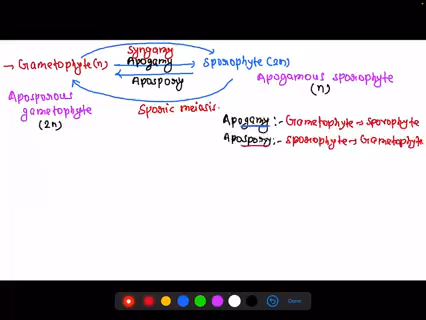 Syngamy
→ Gametophyte(n) Apogamy Sporophyte (2n)
Apospory
Apogamous sporophyte
(n)
Aposporous
gametophyte
(2n)
Sporic meiosis.
Apogamy :- Gametophyte → Sporophyte
Apospory :- Sporophyte → Gametophyte
Done